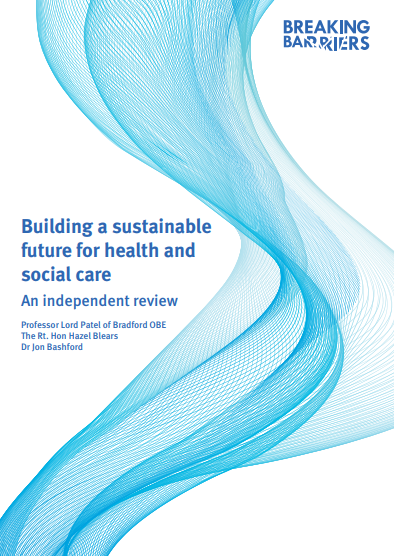 BREAKING
BARRIERS
Building a sustainable
future for health and
social care
An independent review
Professor Lord Patel of Bradford OBE
The Rt. Hon Hazel Blears
Dr Jon Bashford